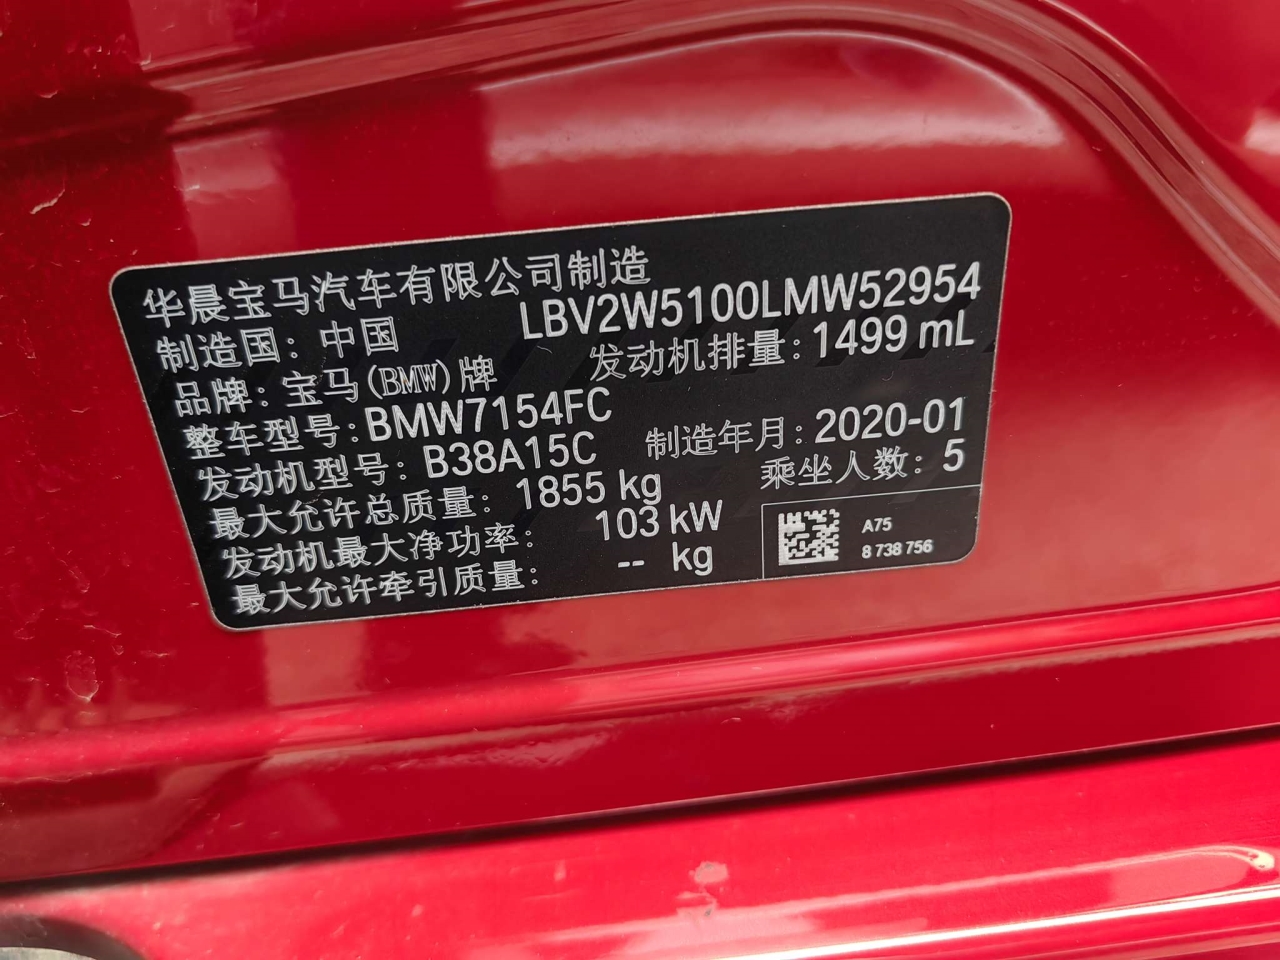 华晨宝马汽车有限公司制造
制造国：中国 LBV2W5100LMW52954
品牌：宝马(BMW)牌 发动机排量：1499 mL
整车型号：BMW7154FC
发动机型号：B38A15C 制造年月：2020-01
最大允许总质量：1855 kg 乘坐人数：5
发动机最大净功率：103 kW
最大允许牵引质量：-- kg
A75
8 738 756